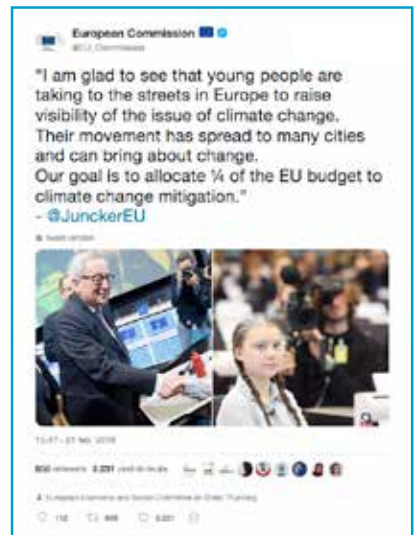 European Commission
@EU_Commission
"I am glad to see that young people are
taking to the streets in Europe to raise
visibility of the issue of climate change.
Their movement has spread to many cities
and can bring about change.
Our goal is to allocate ¼ of the EU budget to
climate change mitigation."
- @JunckerEU